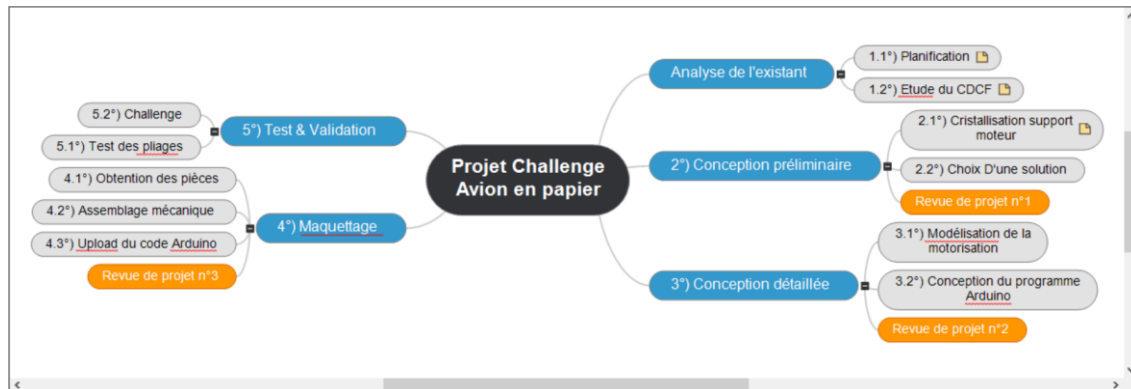 Projet Challenge
Avion en papier
Analyse de l'existant
1.1°) Planification
1.2°) Etude du CDCF
2°) Conception préliminaire
2.1°) Cristallisation support
moteur
2.2°) Choix D'une solution
Revue de projet n°1
3°) Conception détaillée
3.1°) Modélisation de la
motorisation
3.2°) Conception du programme
Arduino
Revue de projet n°2
4°) Maquettage
4.1°) Obtention des pièces
4.2°) Assemblage mécanique
4.3°) Upload du code Arduino
Revue de projet n°3
5°) Test & Validation
5.2°) Challenge
5.1°) Test des pliages